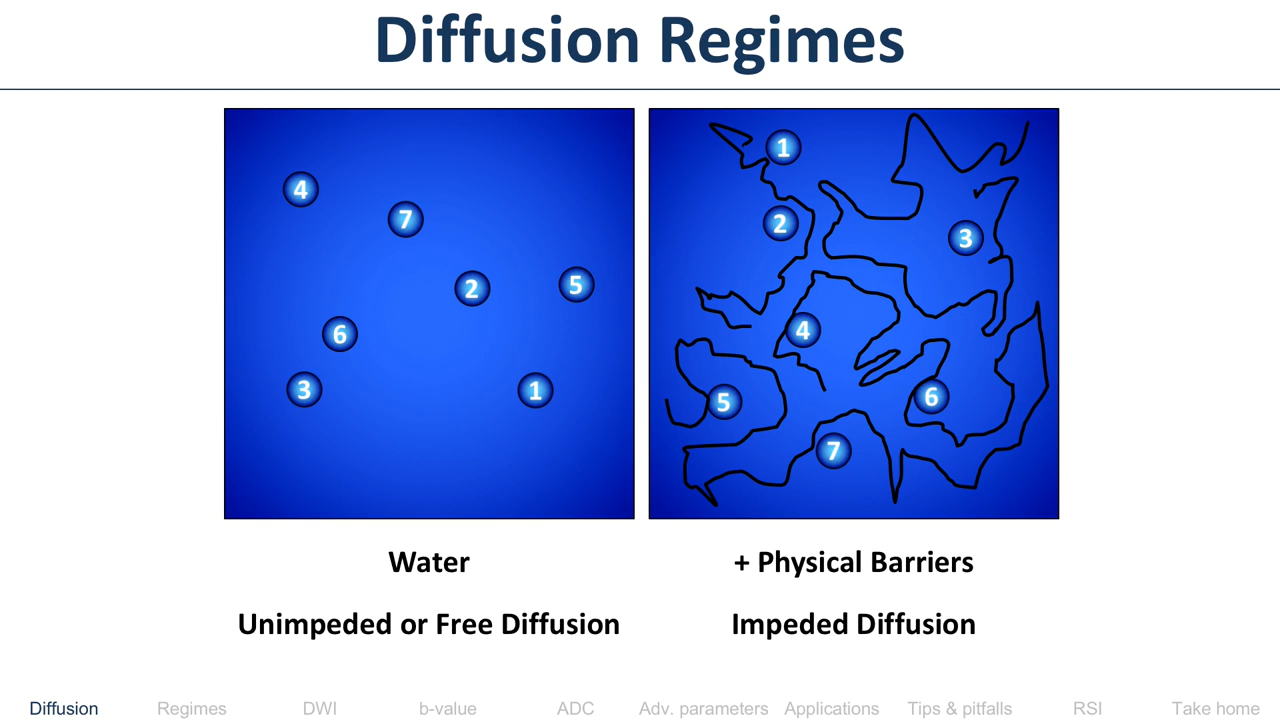 Diffusion Regimes
4
7
2
5
6
3
1
1
2
3
4
5
6
7
Water
+ Physical Barriers
Unimpeded or Free Diffusion
Impeded Diffusion
Diffusion Regimes DWI b-value ADC Adv. parameters Applications Tips & pitfalls RSI Take home